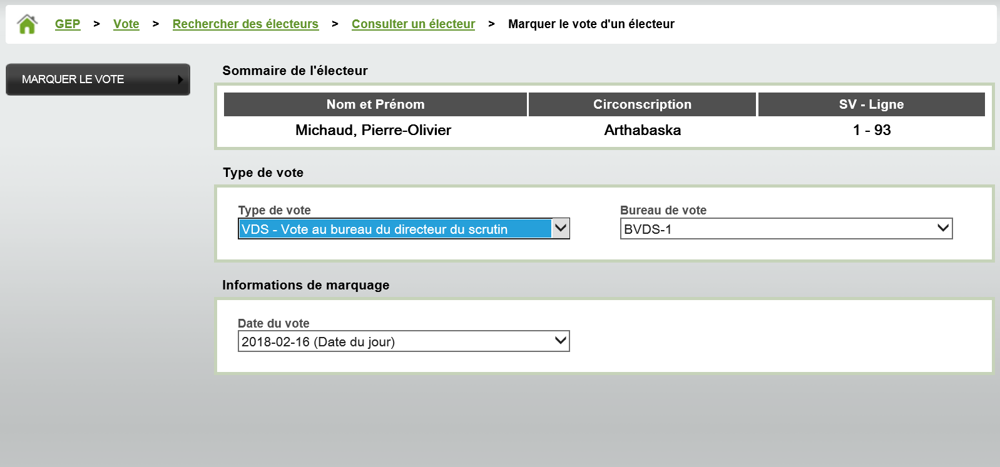 GEP > Vote > Rechercher des électeurs > Consulter un électeur > Marquer le vote d'un électeur
MARQUER LE VOTE
Sommaire de l'électeur
Nom et Prénom Circonscription SV - Ligne
Michaud, Pierre-Olivier Arthabaska 1 - 93
Type de vote
Type de vote Bureau de vote
VDS - Vote au bureau du directeur du scrutin BVDS-1
Informations de marquage
Date du vote
2018-02-16 (Date du jour)